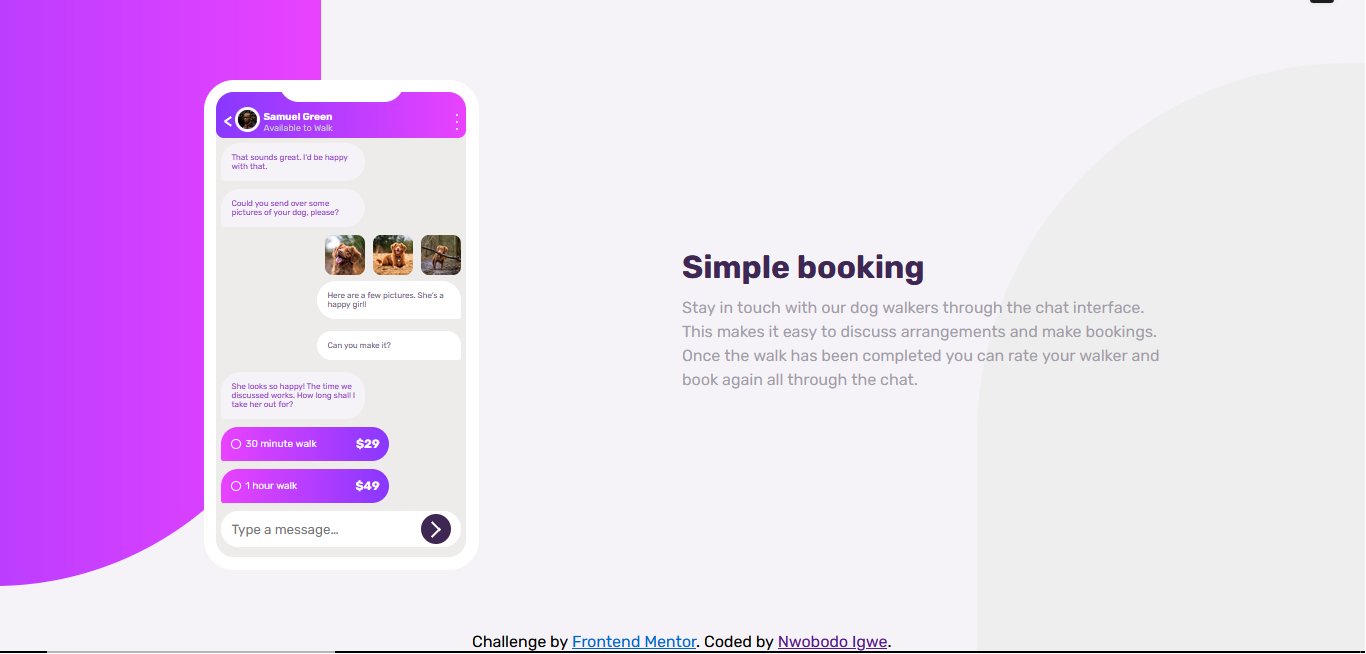 Samuel Green
Available to Walk
That sounds great. I'd be happy
with that.
Could you send over some
pictures of your dog, please?
Here are a few pictures. She's a
happy girl!
Can you make it?
She looks so happy! The time we
discussed works. How long shall I
take her out for?
30 minute walk $29
1 hour walk $49
Type a message…
Simple booking
Stay in touch with our dog walkers through the chat interface.
This makes it easy to discuss arrangements and make bookings.
Once the walk has been completed you can rate your walker and
book again all through the chat.
Challenge by Frontend Mentor. Coded by Nwobodo Igwe.